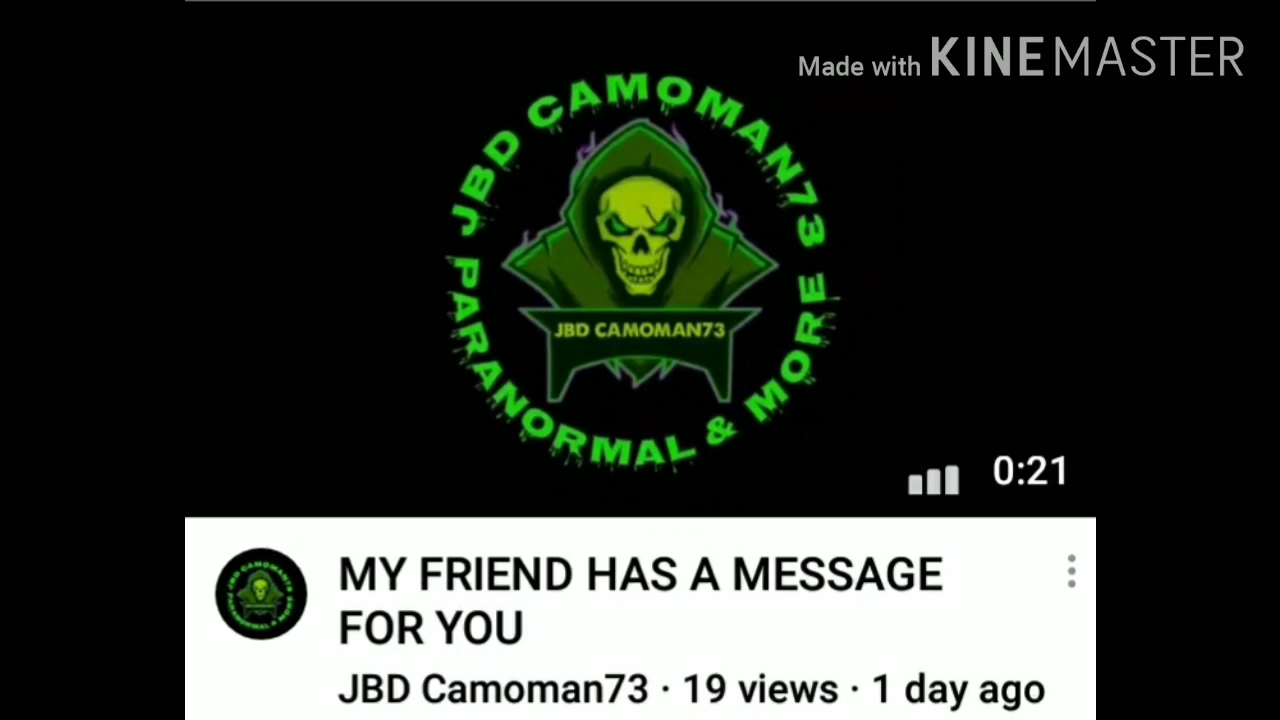 Made with KINEMASTER
JBD CAMOMAN73
PARANORMAL & MORE
JBD CAMOMAN73
0:21
MY FRIEND HAS A MESSAGE
FOR YOU
JBD Camoman73 · 19 views · 1 day ago